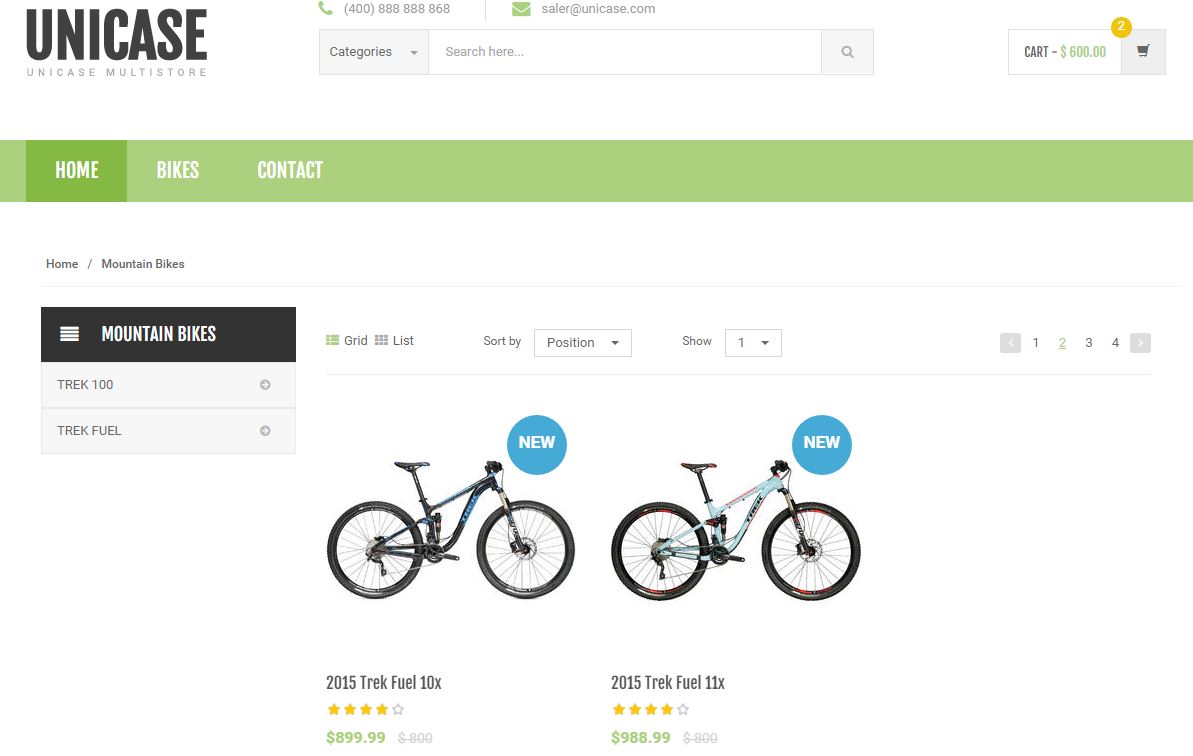 (400) 888 888 868
saler@unicase.com
UNICASE
UNICASE MULTISTORE
Categories
Search here...
2
CART - $ 600.00
HOME
BIKES
CONTACT
Home / Mountain Bikes
MOUNTAIN BIKES
TREK 100
TREK FUEL
Grid
List
Sort by
Position
Show
1
1 2 3 4
NEW
NEW
TREK
TREK
2015 Trek Fuel 10x
$899.99 $ 800
2015 Trek Fuel 11x
$988.99 $ 800